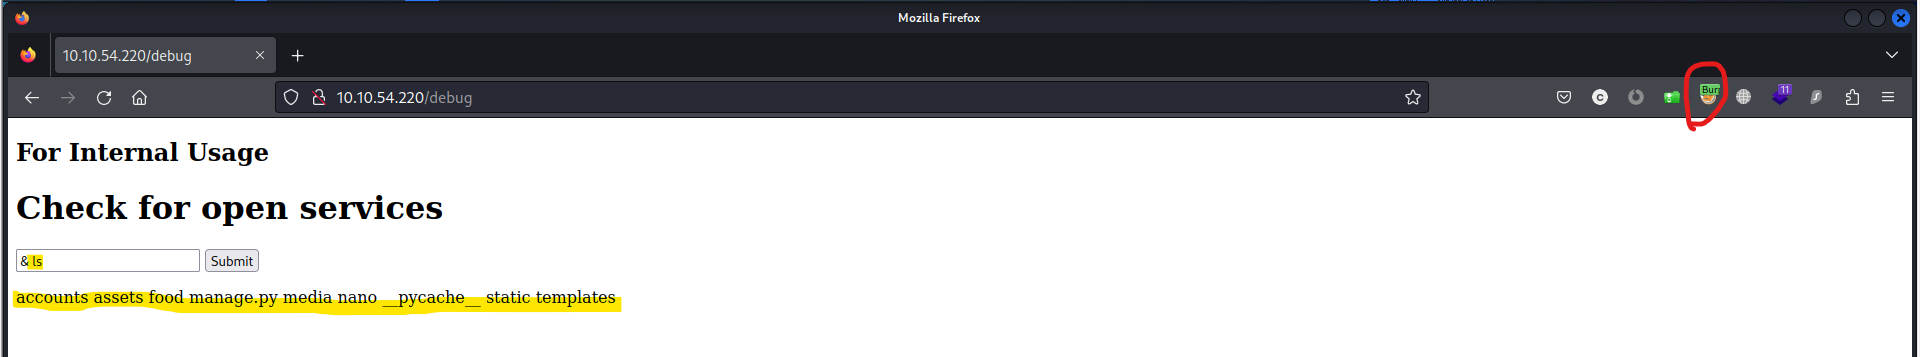 Mozilla Firefox
10.10.54.220/debug
10.10.54.220/debug
Burp
C
11
For Internal Usage
Check for open services
& ls
Submit
accounts assets food manage.py media nano __pycache__ static templates